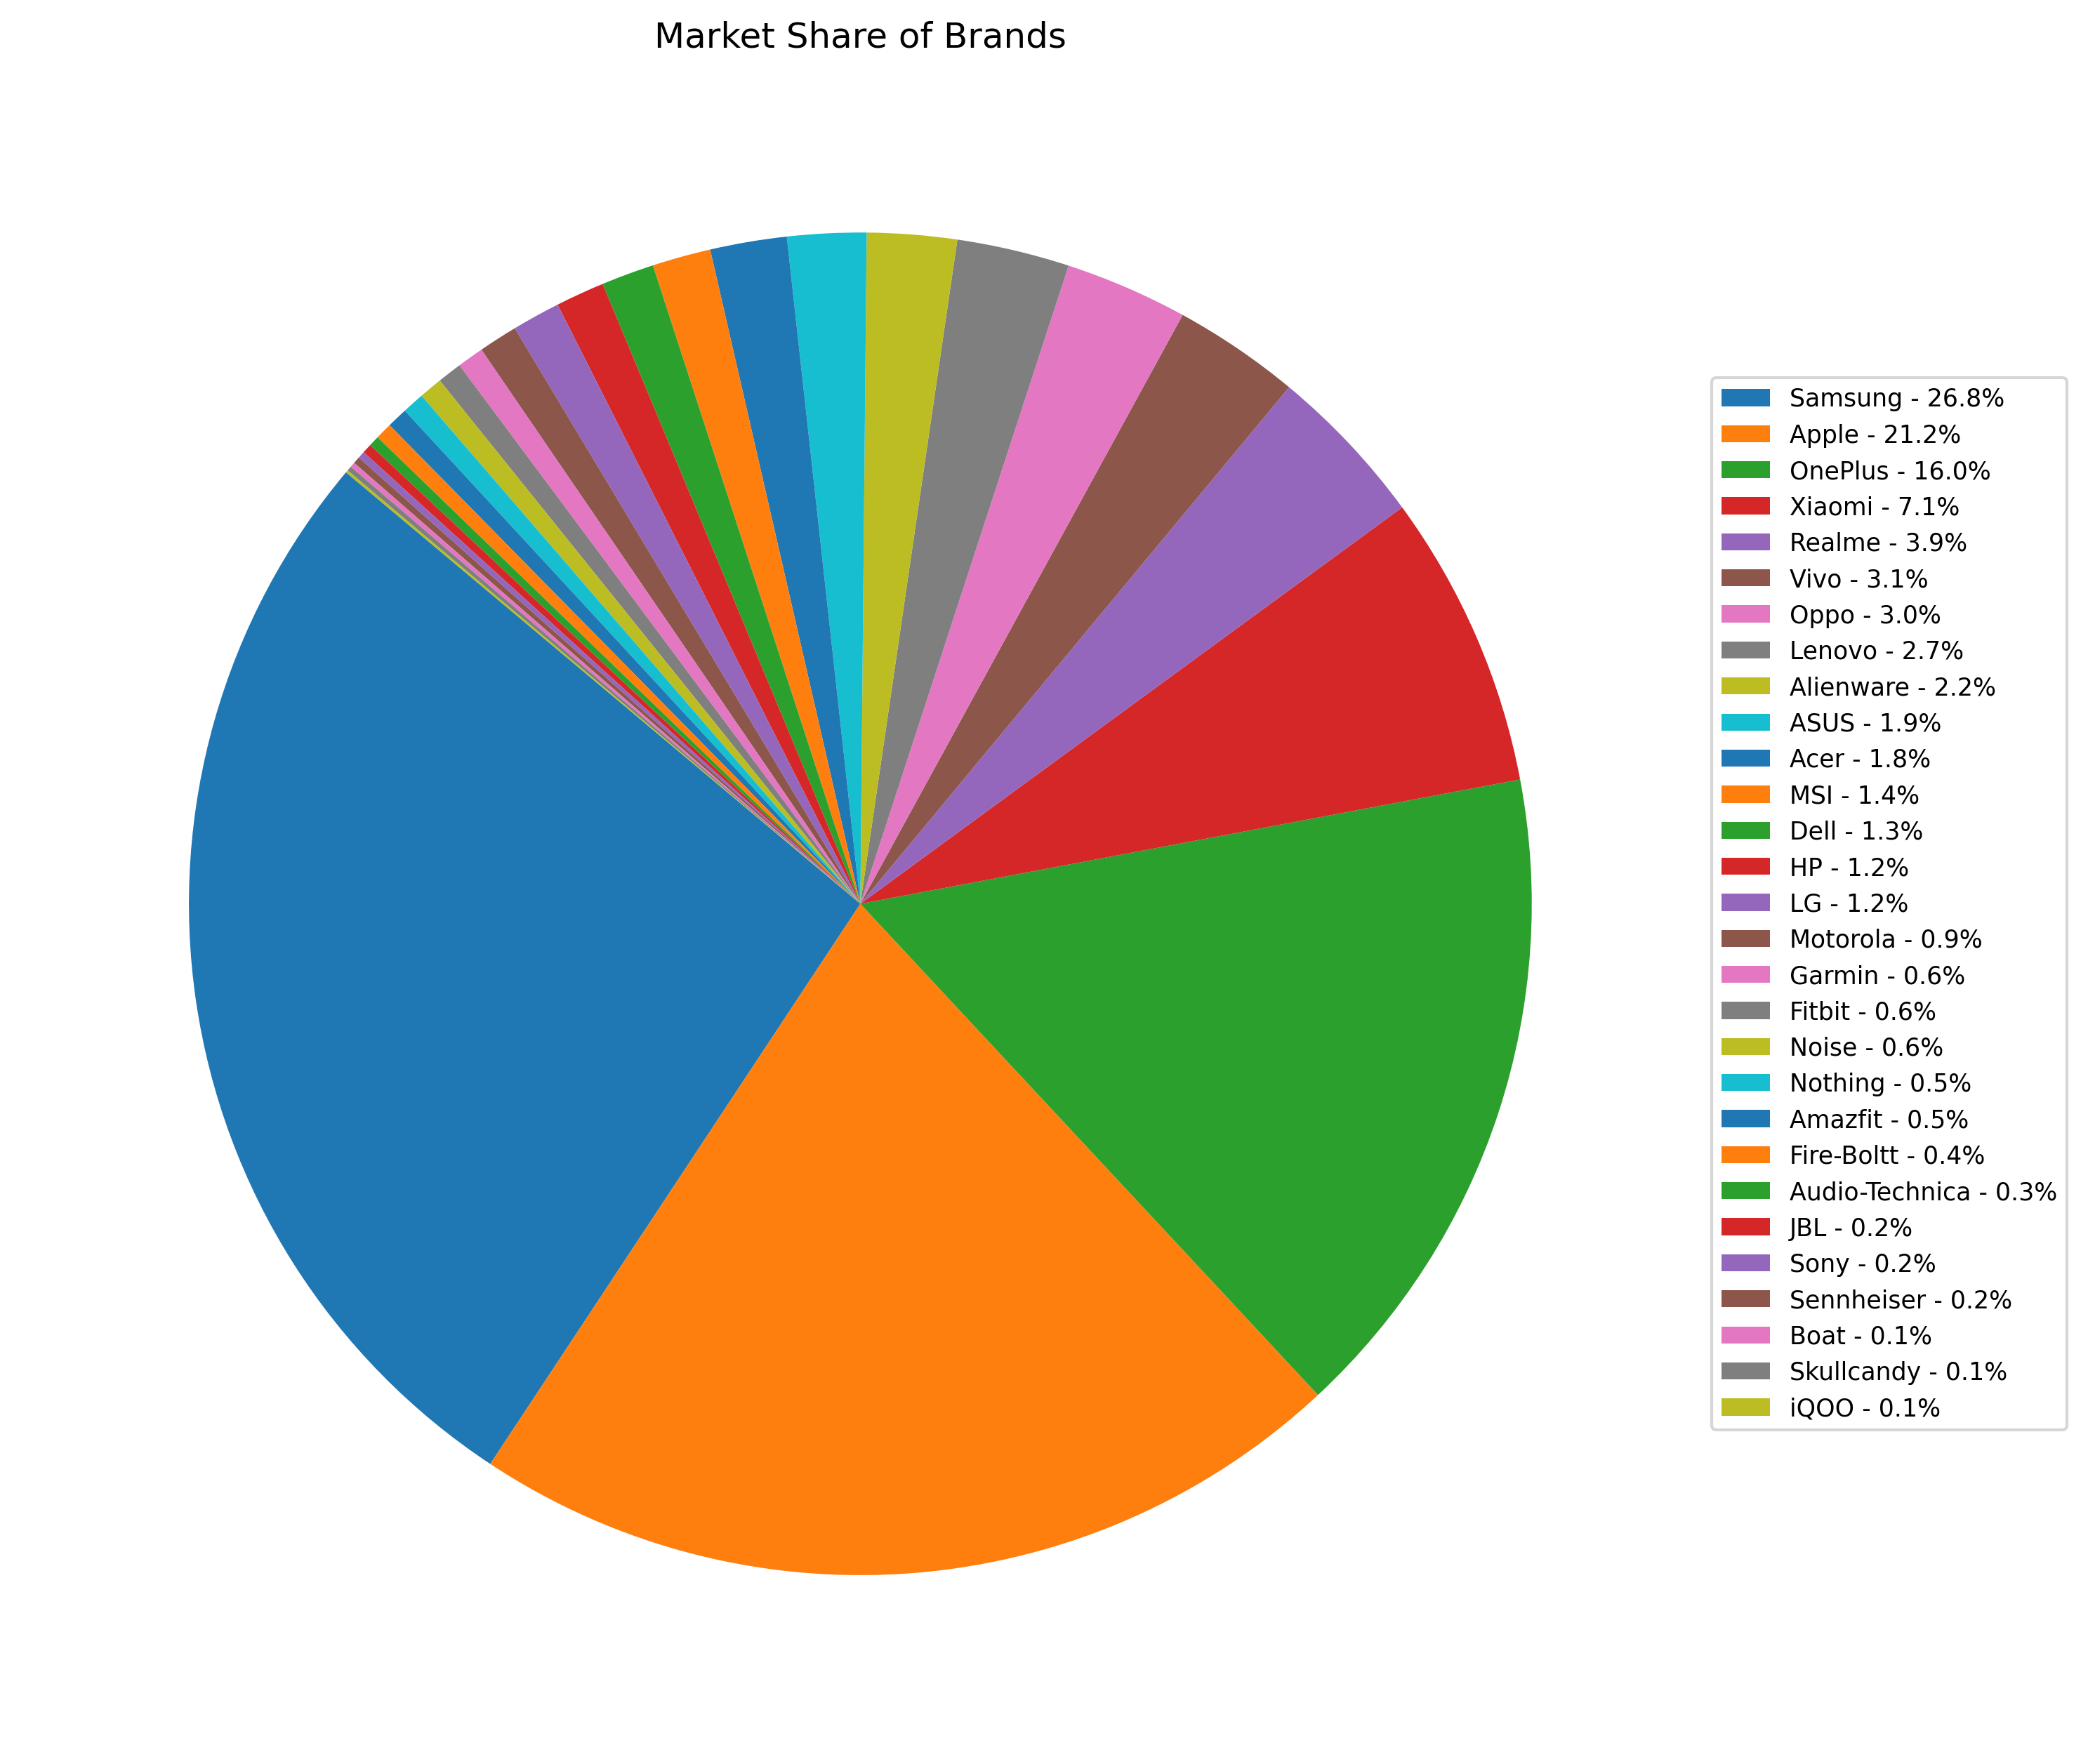 Market Share of Brands
Samsung - 26.8%
Apple - 21.2%
OnePlus - 16.0%
Xiaomi - 7.1%
Realme - 3.9%
Vivo - 3.1%
Oppo - 3.0%
Lenovo - 2.7%
Alienware - 2.2%
ASUS - 1.9%
Acer - 1.8%
MSI - 1.4%
Dell - 1.3%
HP - 1.2%
LG - 1.2%
Motorola - 0.9%
Garmin - 0.6%
Fitbit - 0.6%
Noise - 0.6%
Nothing - 0.5%
Amazfit - 0.5%
Fire-Boltt - 0.4%
Audio-Technica - 0.3%
JBL - 0.2%
Sony - 0.2%
Sennheiser - 0.2%
Boat - 0.1%
Skullcandy - 0.1%
iQOO - 0.1%